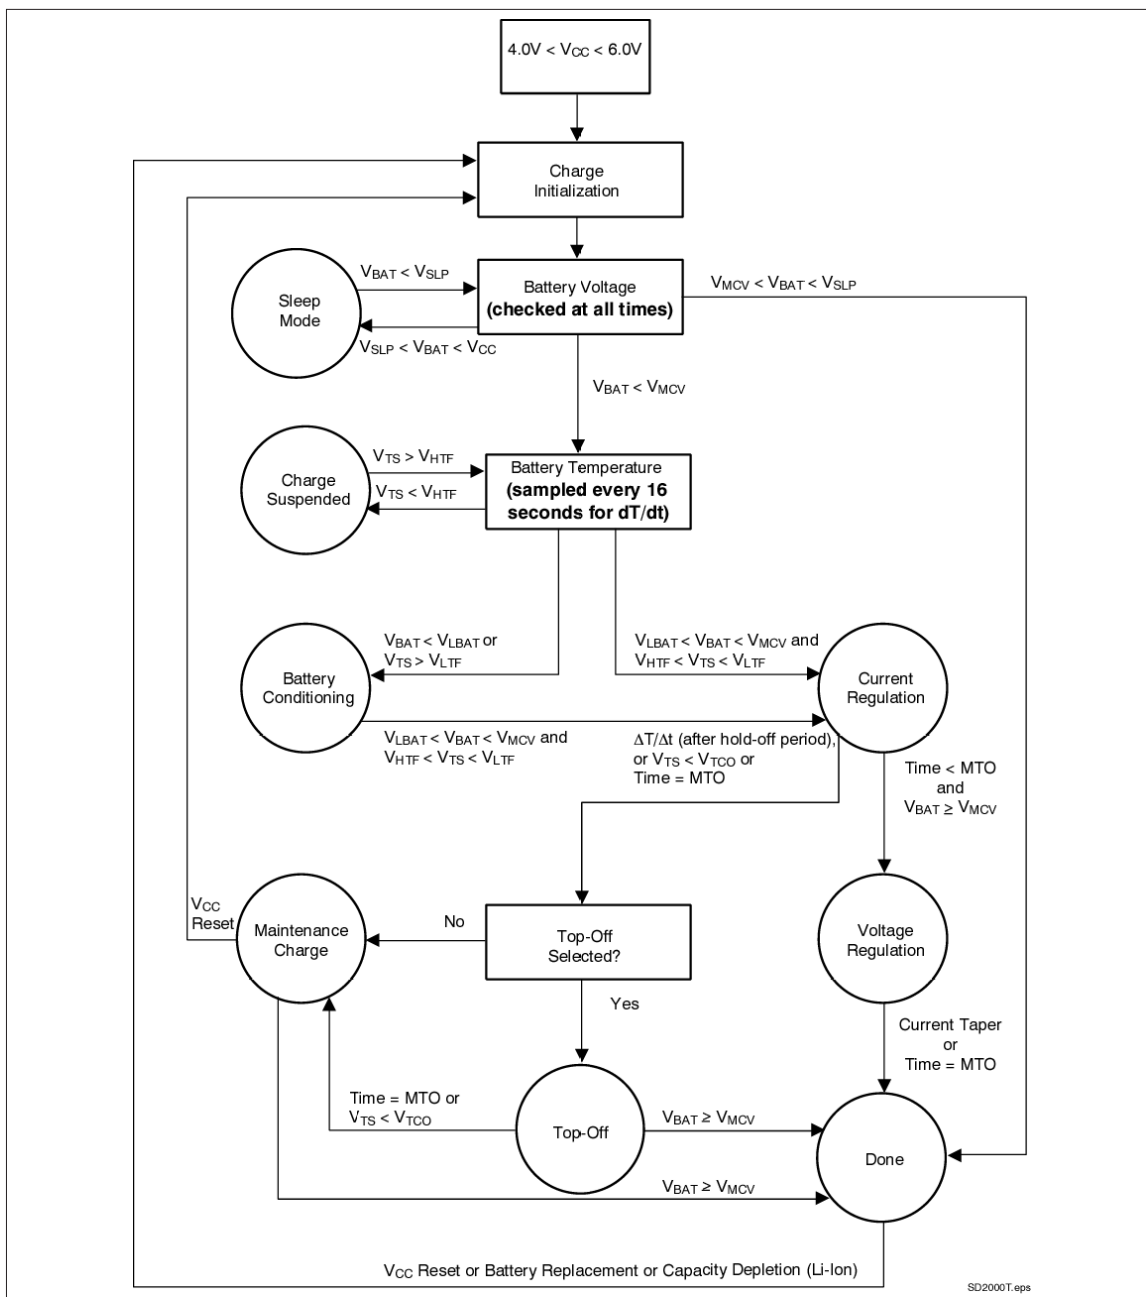 4.0V < VCC < 6.0V
Charge
Initialization
VBAT < VSLP
Battery Voltage
(checked at all times)
VMCV < VBAT < VSLP
Sleep
Mode
VSLP < VBAT < VCC
VBAT < VMCV
VTS > VHTF
Battery Temperature
(sampled every 16
seconds for dT/dt)
Charge
Suspended
VTS < VHTF
VBAT < VLBAT or
VTS > VLTF
VLBAT < VBAT < VMCV and
VHTF < VTS < VLTF
Battery
Conditioning
Current
Regulation
VLBAT < VBAT < VMCV and
VHTF < VTS < VLTF
ΔT/Δt (after hold-off period),
or VTS < VTCO or
Time = MTO
Time < MTO
and
VBAT ≥ VMCV
VCC
Reset
Maintenance
Charge
No
Top-Off
Selected?
Voltage
Regulation
Yes
Current Taper
or
Time = MTO
Time = MTO or
VTS < VTCO
Top-Off
VBAT ≥ VMCV
Done
VBAT ≥ VMCV
VCC Reset or Battery Replacement or Capacity Depletion (Li-Ion)
SD2000T.eps